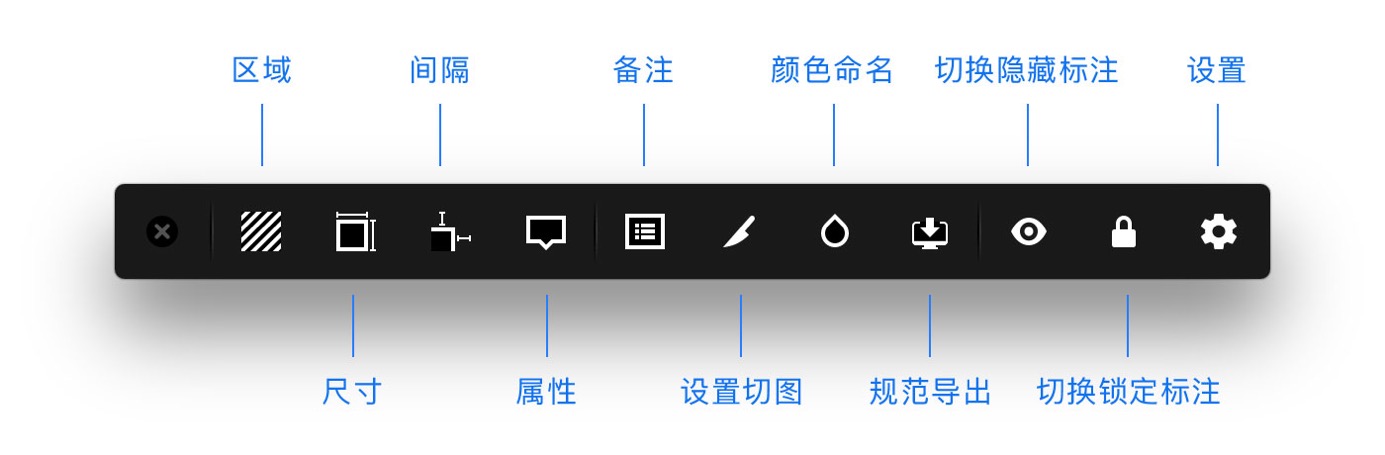 区域
间隔
备注
颜色命名
切换隐藏标注
设置
尺寸
属性
设置切图
规范导出
切换锁定标注